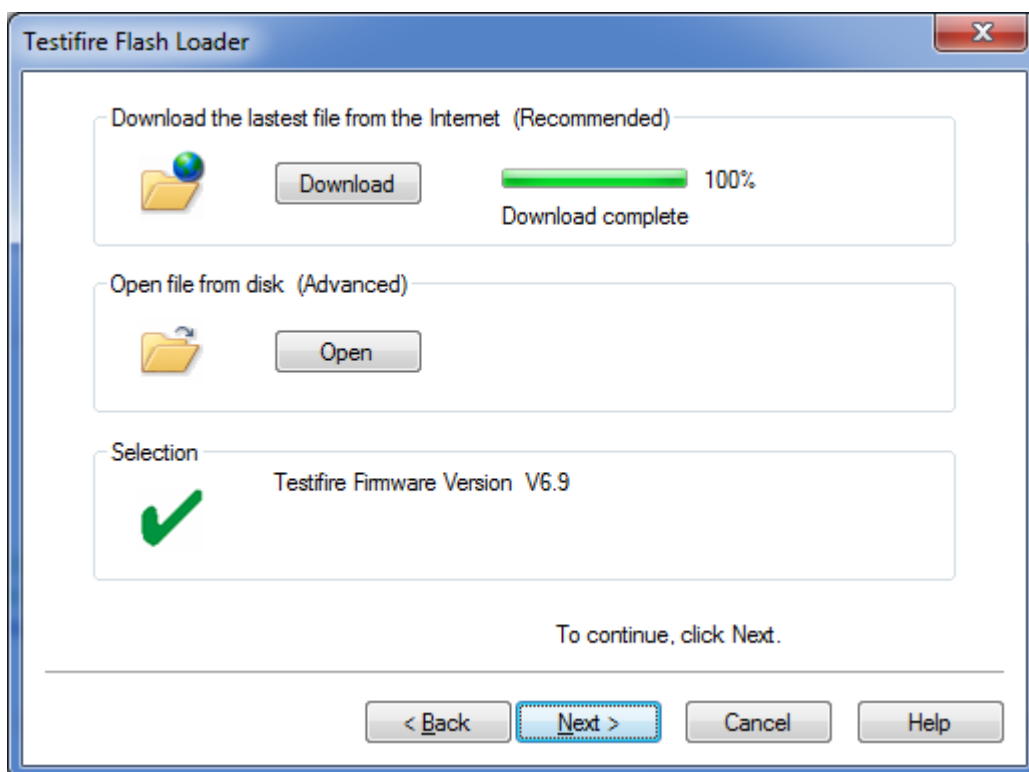 Testifire Flash Loader
Download the lastest file from the Internet (Recommended)
Download
100%
Download complete
Open file from disk (Advanced)
Open
Selection
Testifire Firmware Version V6.9
To continue, click Next.
< Back
Next >
Cancel
Help